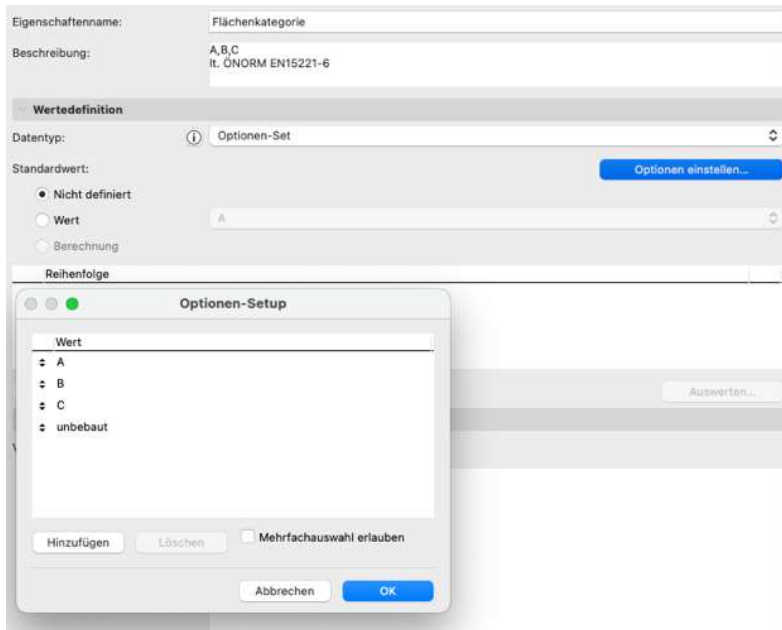 Eigenschaftenname:
Flächenkategorie
Beschreibung:
A,B,C
lt. ÖNORM EN15221-6
Wertedefinition
Datentyp:
Optionen-Set
Standardwert:
Optionen einstellen...
Nicht definiert
Wert
A
Berechnung
Reihenfolge
Optionen-Setup
Wert
A
B
C
unbebaut
Auswerten...
Hinzufügen
Löschen
Mehrfachauswahl erlauben
Abbrechen
OK